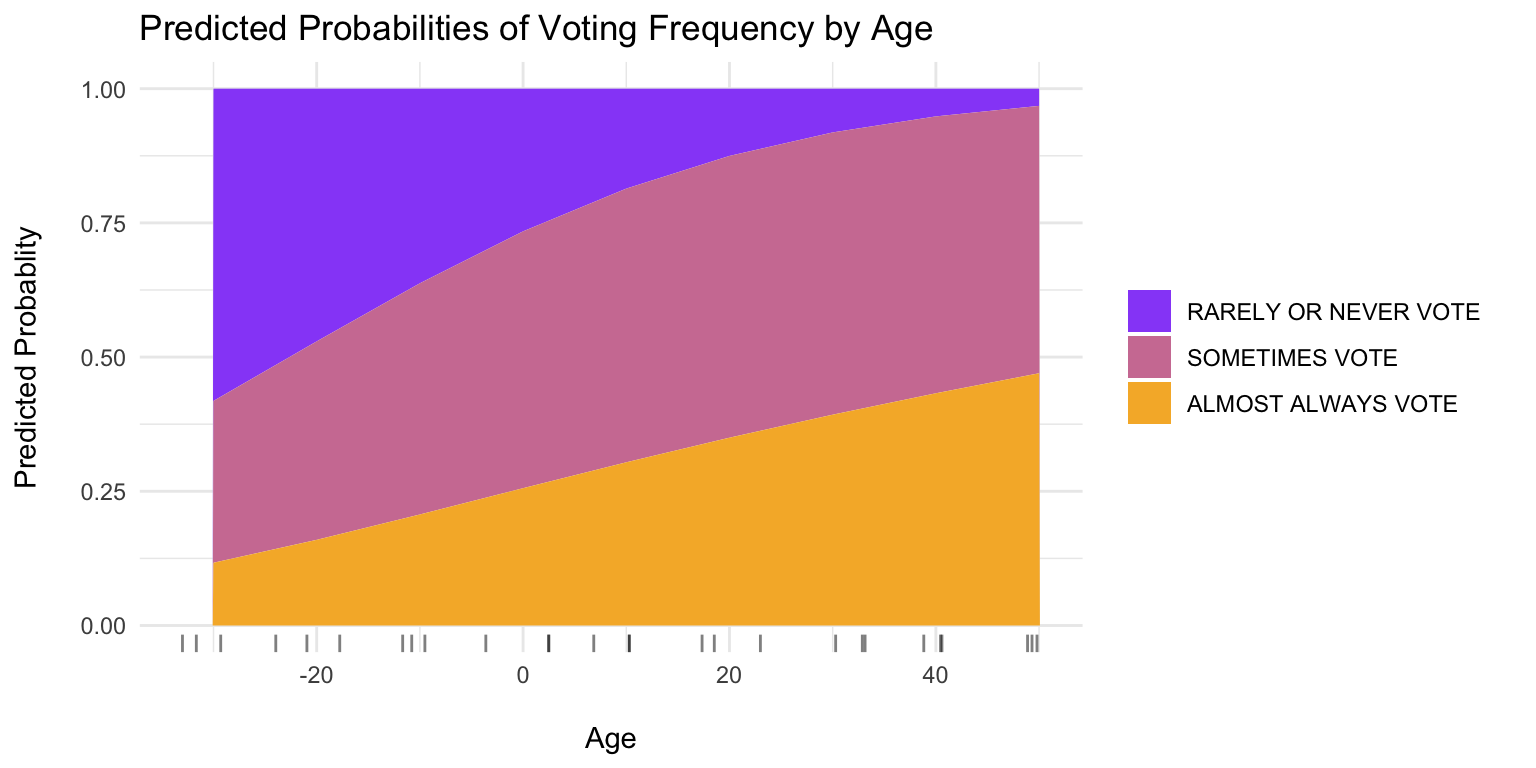 Predicted Probabilities of Voting Frequency by Age
Predicted Probablity
1.00
0.75
0.50
0.25
0.00
-20
0
20
40
Age
RARELY OR NEVER VOTE
SOMETIMES VOTE
ALMOST ALWAYS VOTE